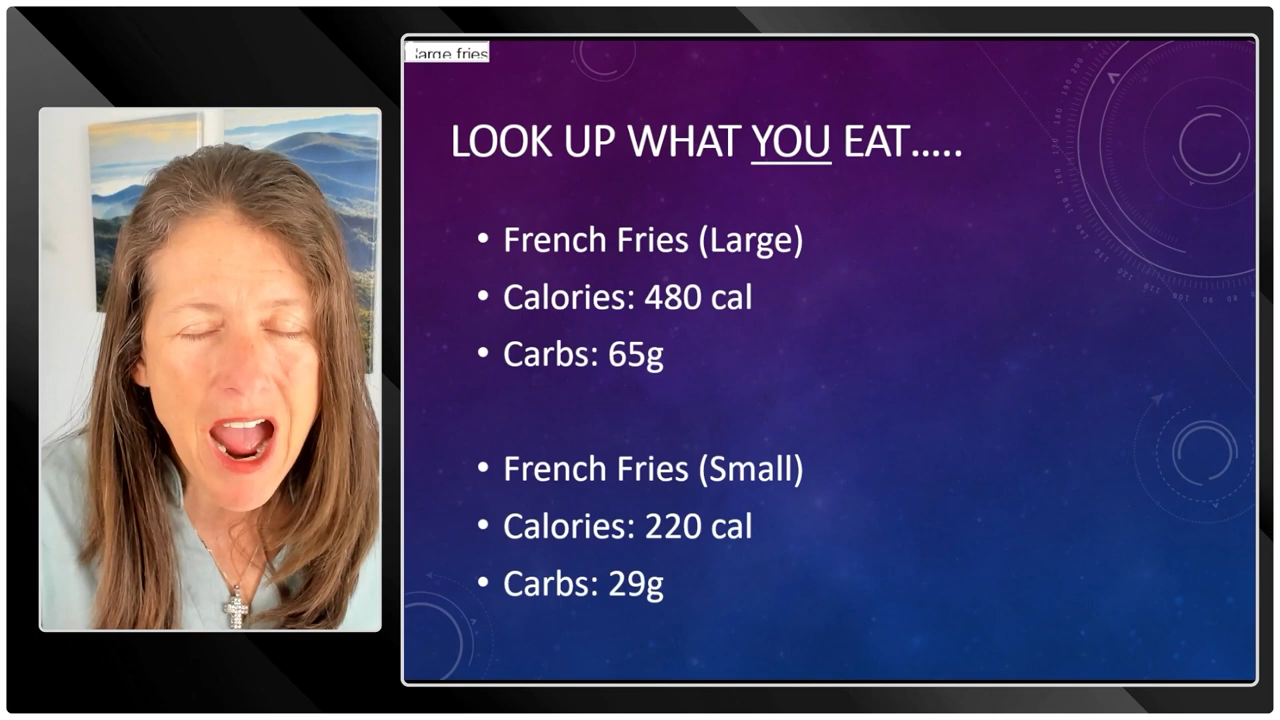 large fries
LOOK UP WHAT YOU EAT.....
• French Fries (Large)
• Calories: 480 cal
• Carbs: 65g
• French Fries (Small)
• Calories: 220 cal
• Carbs: 29g